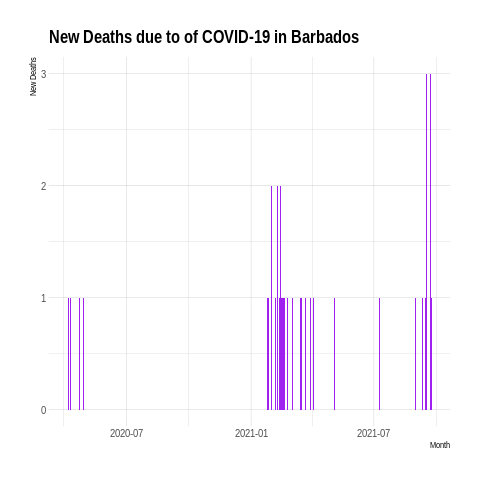 New Deaths due to of COVID-19 in Barbados
New Deaths
3
2
1
0
2020-07 2021-01 2021-07
Month